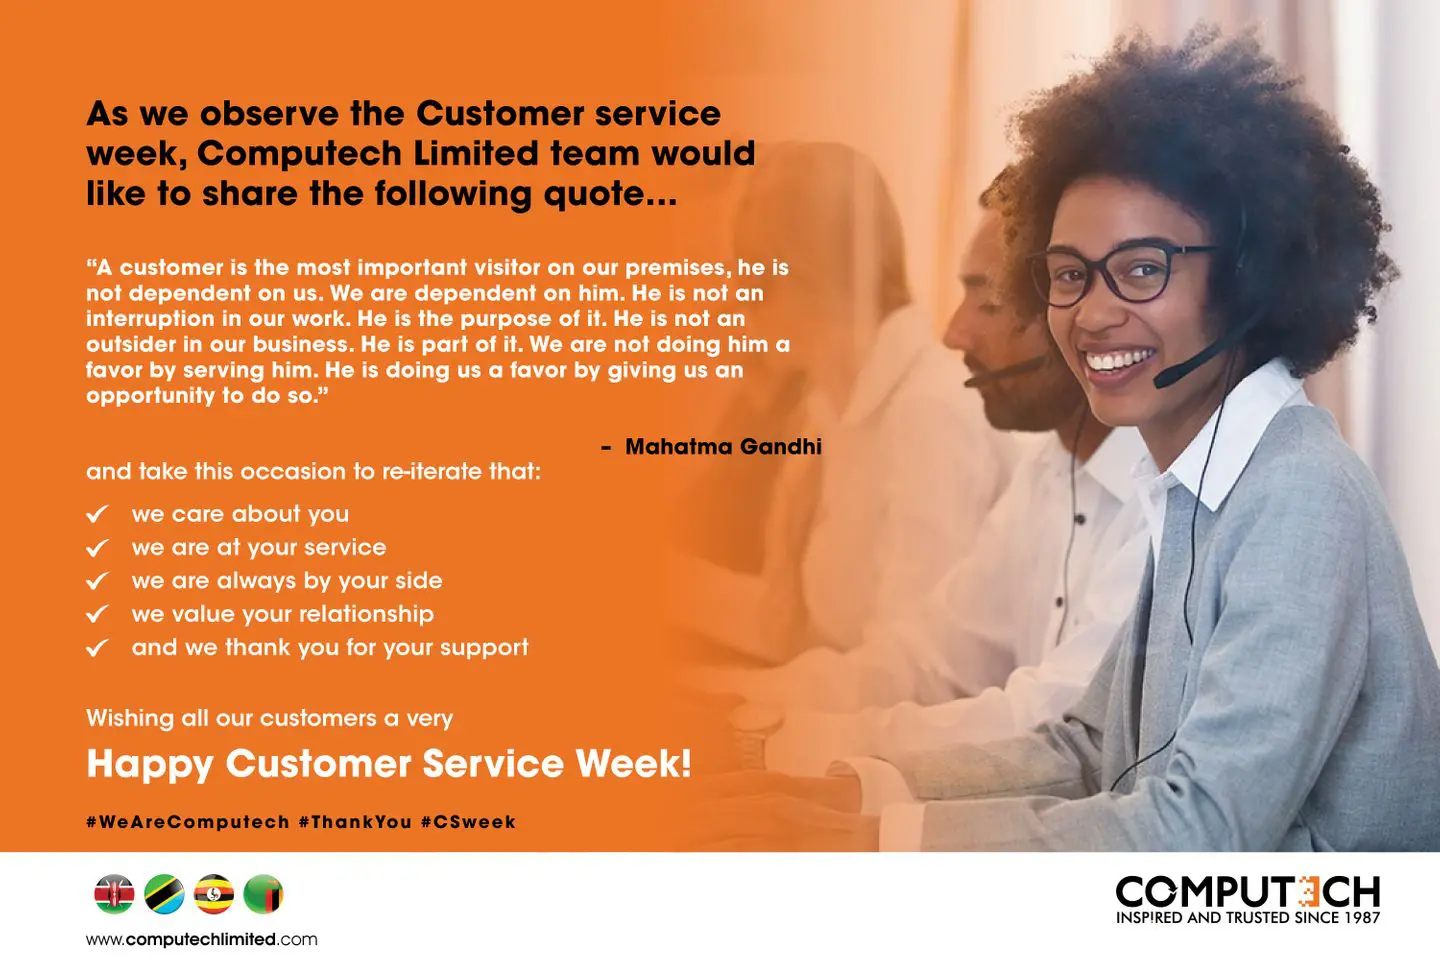 As we observe the Customer service
week, Computech Limited team would
like to share the following quote...
“A customer is the most important visitor on our premises, he is
not dependent on us. We are dependent on him. He is not an
interruption in our work. He is the purpose of it. He is not an
outsider in our business. He is part of it. We are not doing him a
favor by serving him. He is doing us a favor by giving us an
opportunity to do so.”
– Mahatma Gandhi
and take this occasion to re-iterate that:
we care about you
we are at your service
we are always by your side
we value your relationship
and we thank you for your support
Wishing all our customers a very
Happy Customer Service Week!
#WeAreComputech #ThankYou #CSweek
www.computechlimited.com
COMPUTECH
INSP!RED AND TRUSTED SINCE 1987